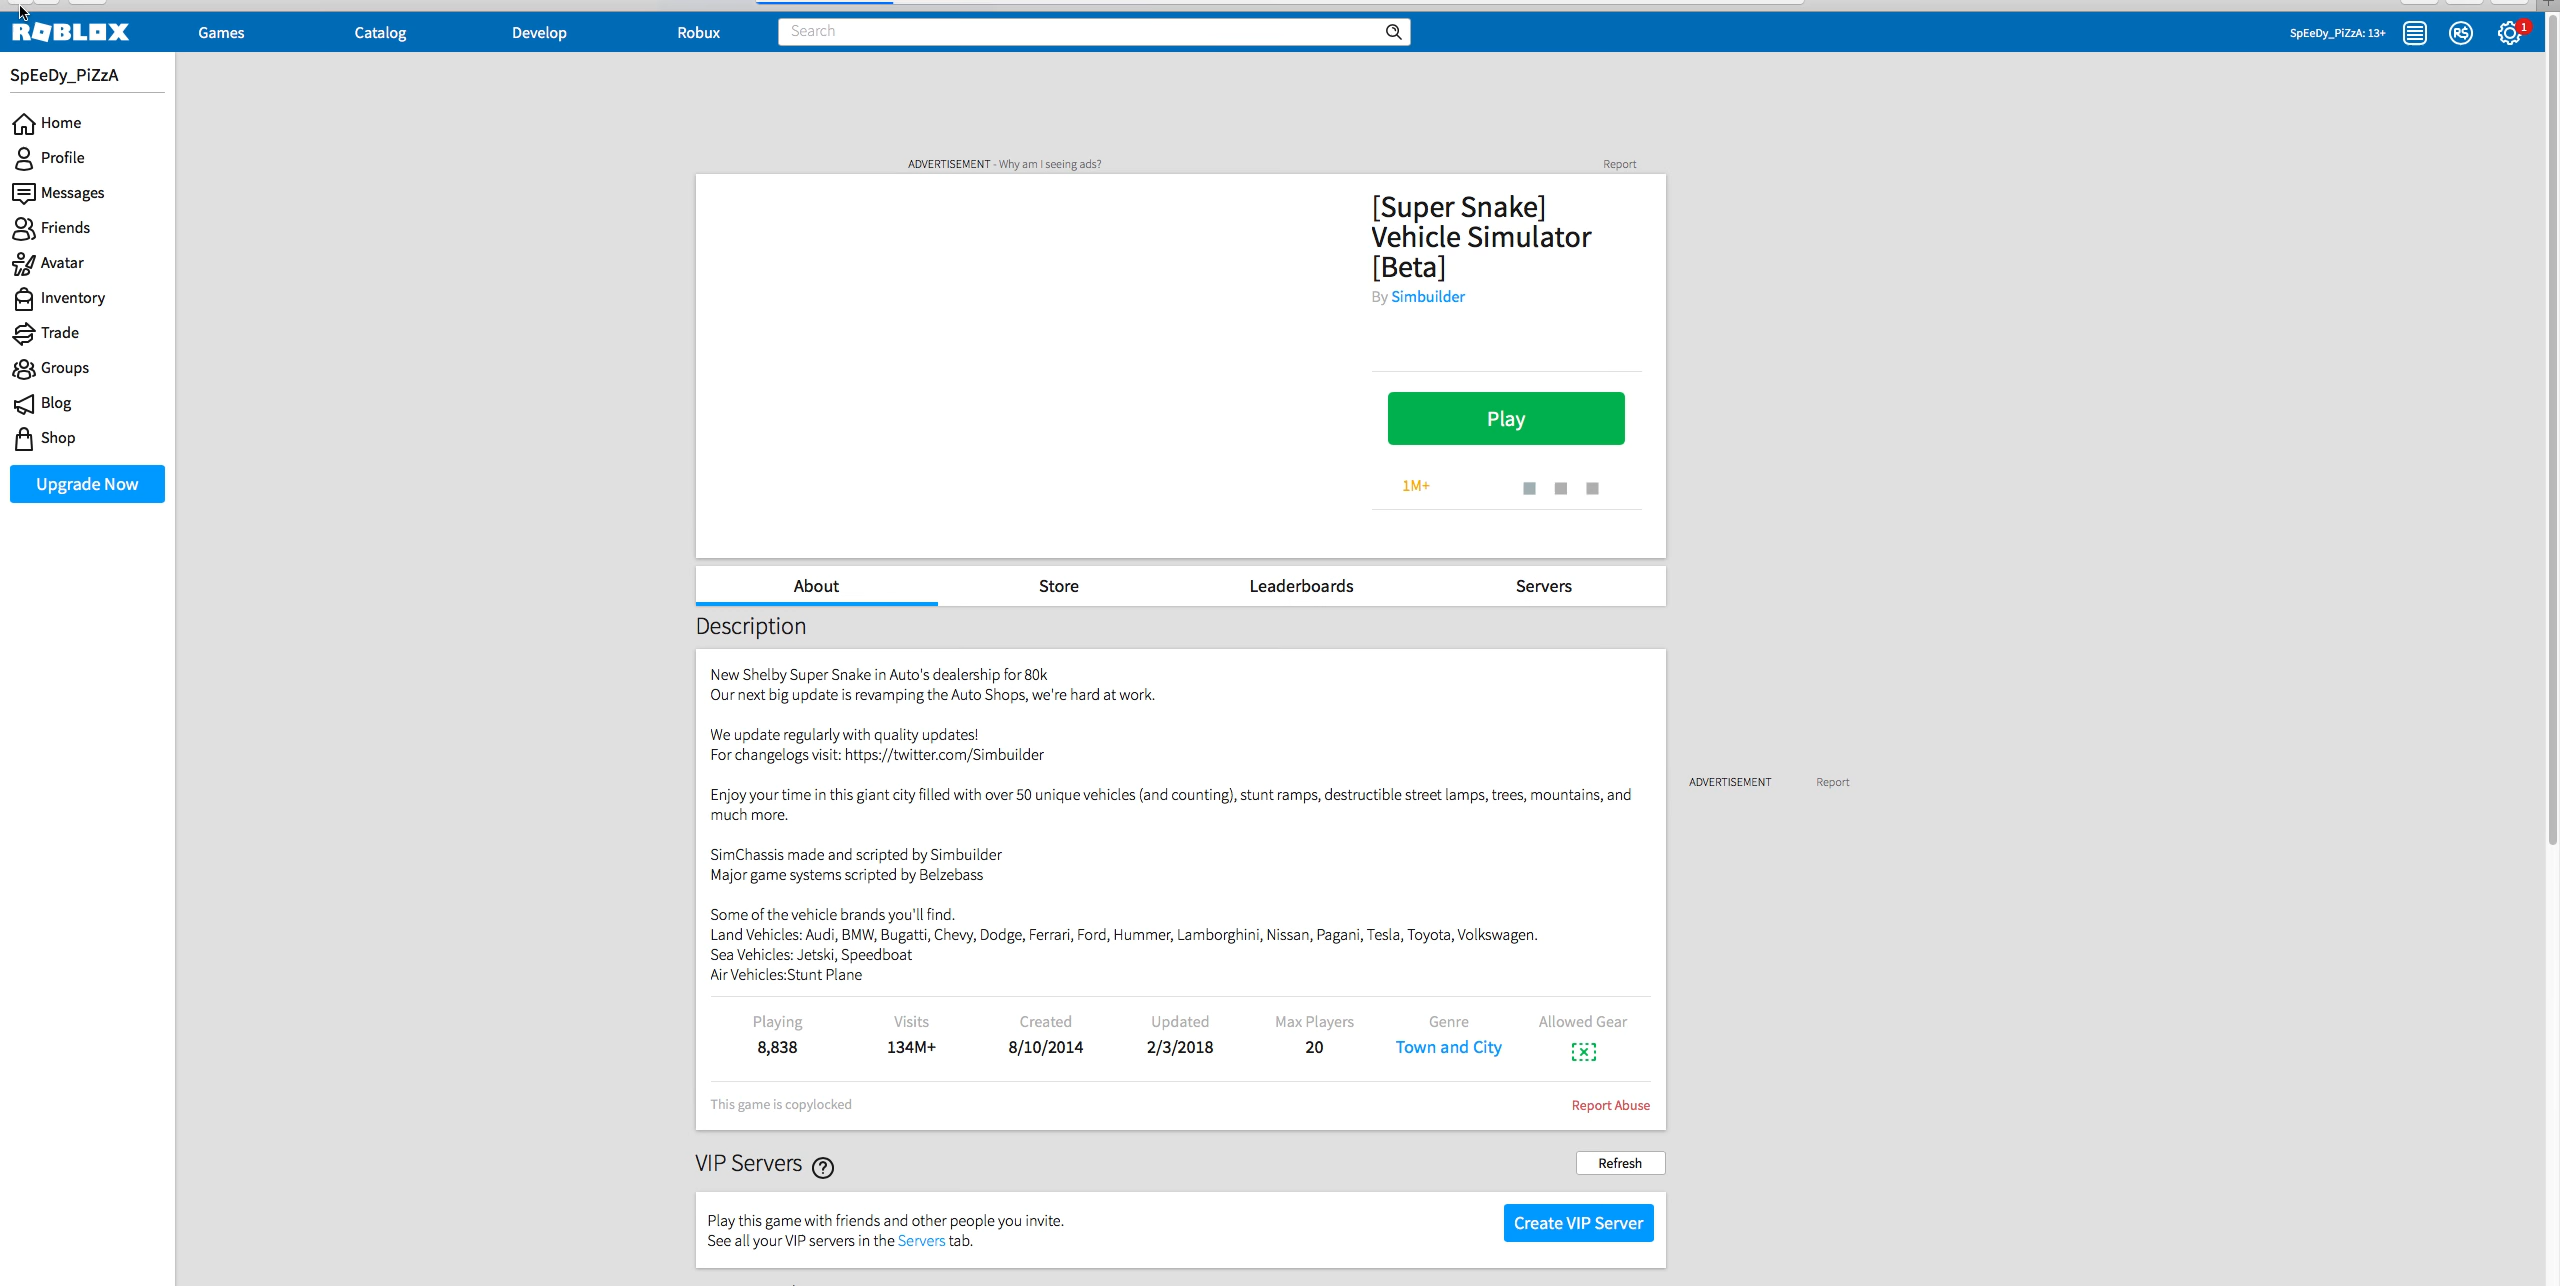 ROBLOX
Games
Catalog
Develop
Robux
Search
SpEeDy_PiZzA: 13+
R$
1
SpEeDy_PiZzA
Home
Profile
Messages
Friends
Avatar
Inventory
Trade
Groups
Blog
Shop
Upgrade Now
ADVERTISEMENT - Why am I seeing ads?
Report
[Super Snake]
Vehicle Simulator
[Beta]
By Simbuilder
Play
1M+
About
Store
Leaderboards
Servers
Description
New Shelby Super Snake in Auto's dealership for 80k
Our next big update is revamping the Auto Shops, we're hard at work.
We update regularly with quality updates!
For changelogs visit: https://twitter.com/Simbuilder
Enjoy your time in this giant city filled with over 50 unique vehicles (and counting), stunt ramps, destructible street lamps, trees, mountains, and
much more.
SimChassis made and scripted by Simbuilder
Major game systems scripted by Belzebass
Some of the vehicle brands you'll find.
Land Vehicles: Audi, BMW, Bugatti, Chevy, Dodge, Ferrari, Ford, Hummer, Lamborghini, Nissan, Pagani, Tesla, Toyota, Volkswagen.
Sea Vehicles: Jetski, Speedboat
Air Vehicles:Stunt Plane
ADVERTISEMENT
Report
Playing
Visits
Created
Updated
Max Players
Genre
Allowed Gear
8,838
134M+
8/10/2014
2/3/2018
20
Town and City
This game is copylocked
Report Abuse
VIP Servers
Refresh
Play this game with friends and other people you invite.
See all your VIP servers in the Servers tab.
Create VIP Server